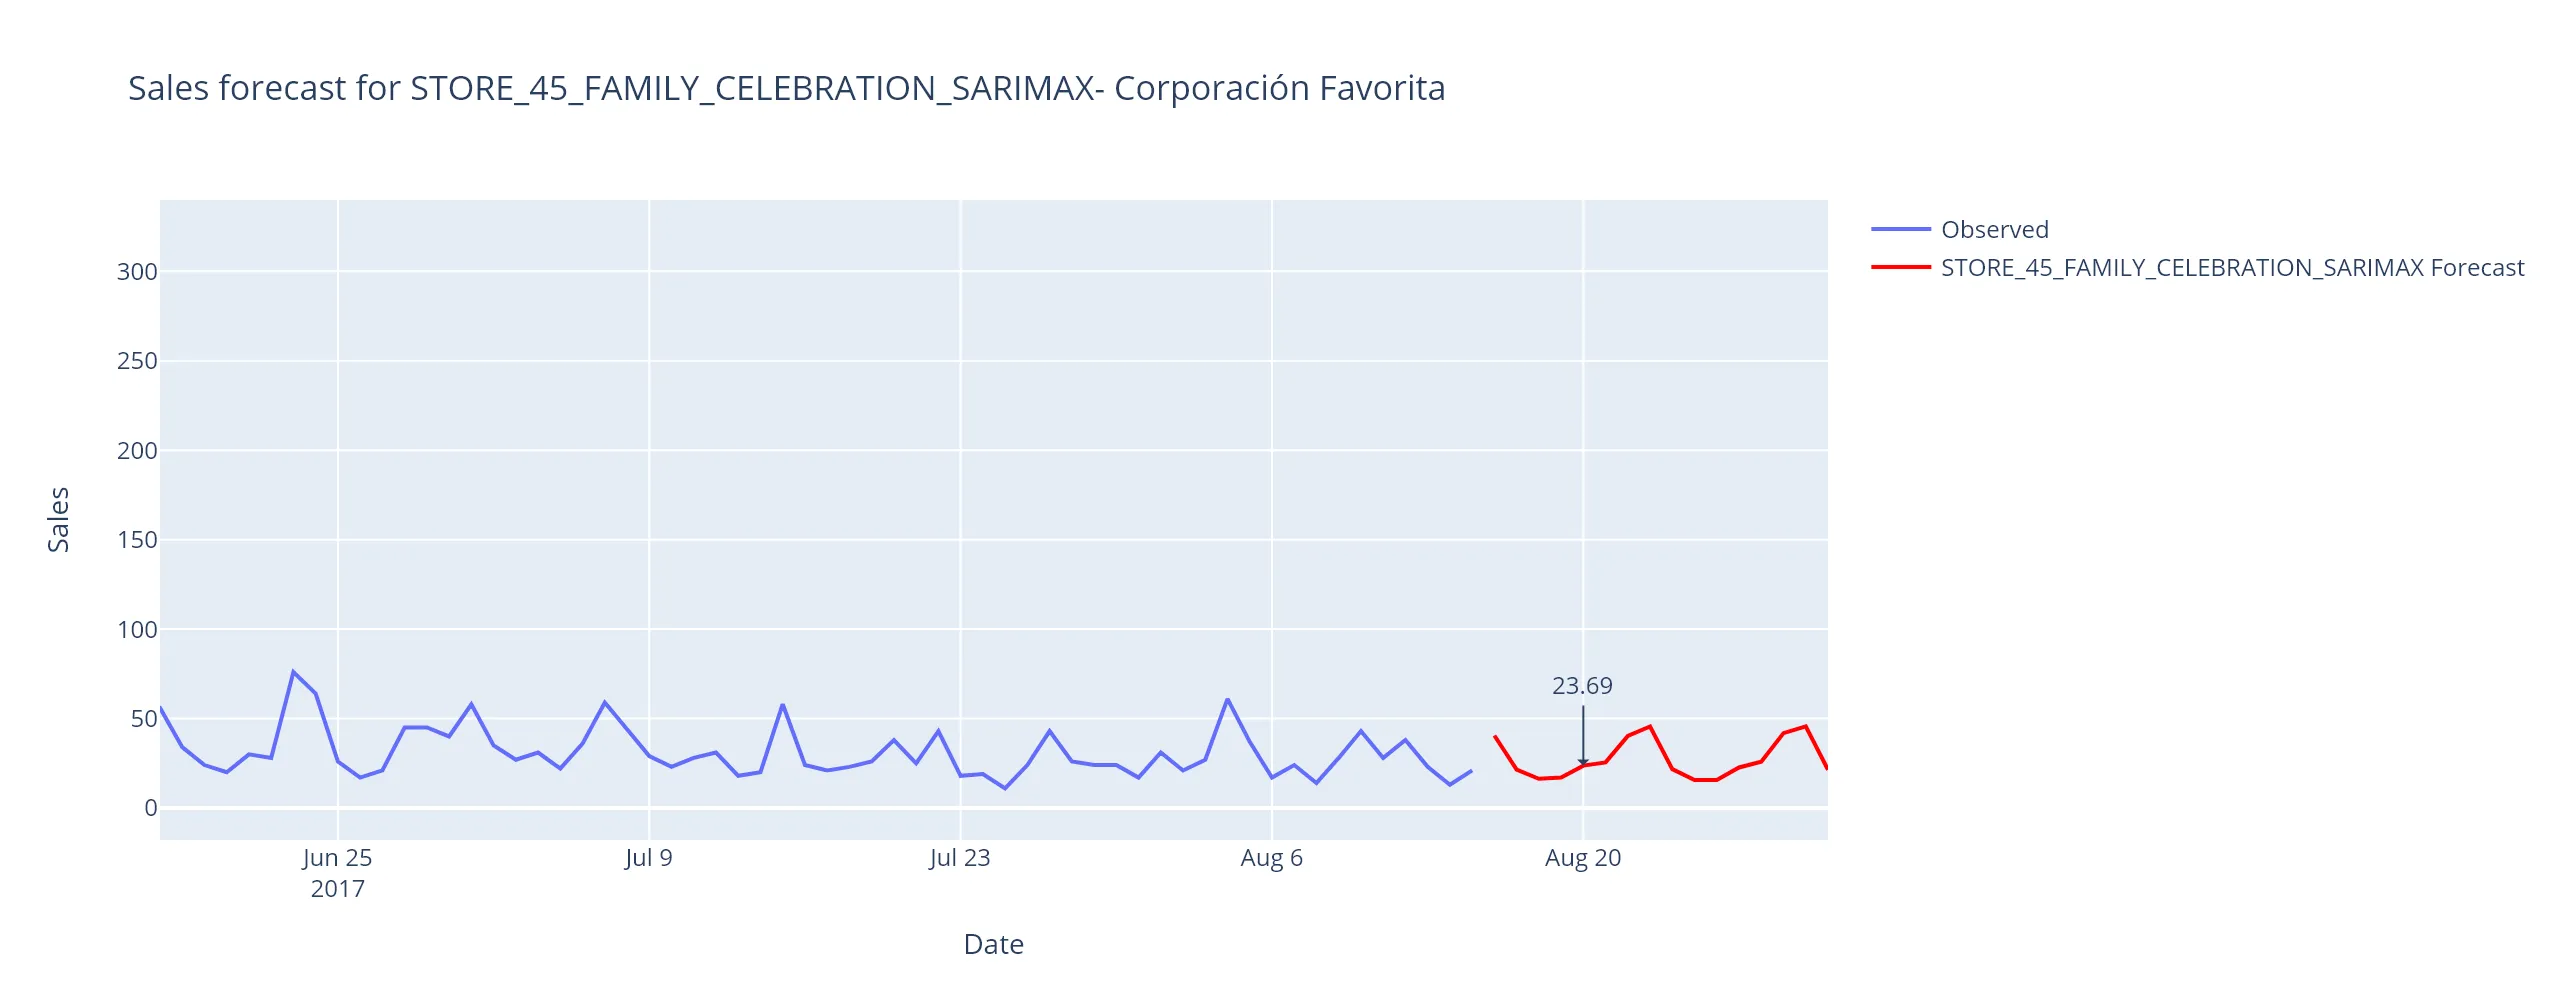 Sales forecast for STORE_45_FAMILY_CELEBRATION_SARIMAX- Corporación Favorita
Observed
STORE_45_FAMILY_CELEBRATION_SARIMAX Forecast
300
250
200
150
100
50
0
Sales
23.69
Jun 25
2017
Jul 9
Jul 23
Aug 6
Aug 20
Date